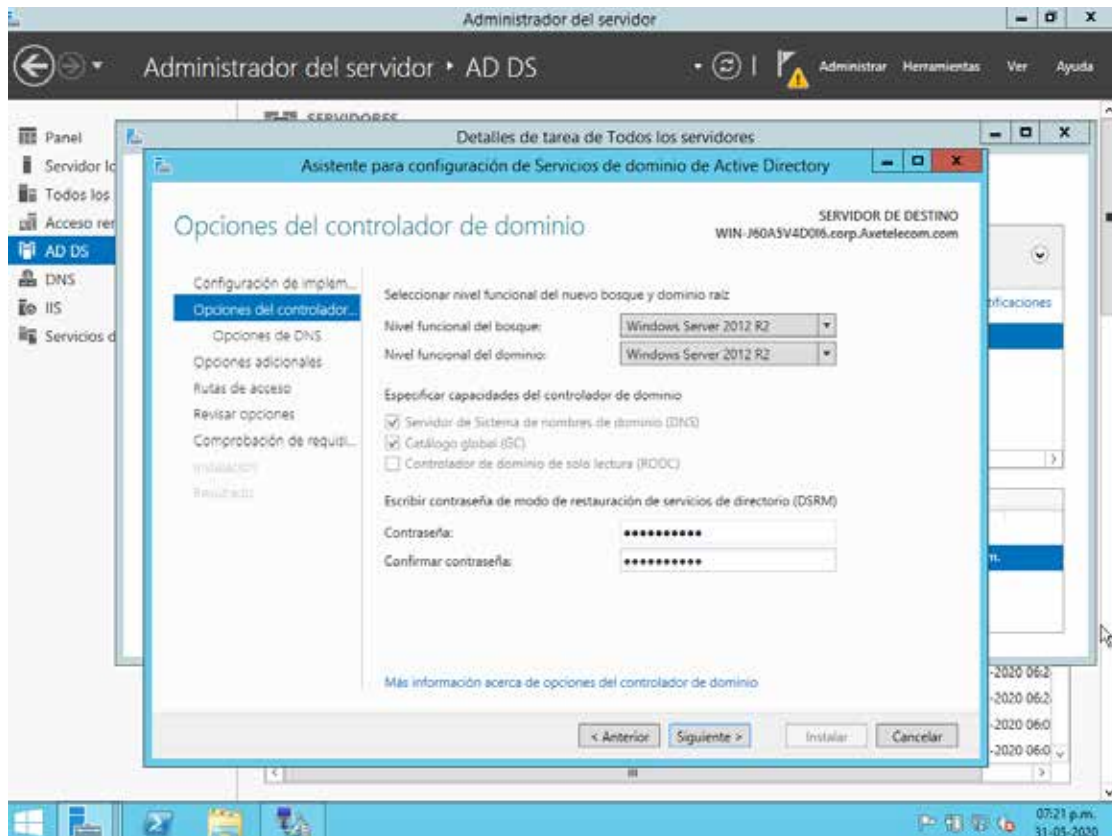 Administrador del servidor
Administrador del servidor ‣ AD DS
Administrar Herramientas Ver Ayuda
SERVIDORES
Panel
Servidor lo
Todos los
Acceso rer
AD DS
DNS
IIS
Servicios d
Detalles de tarea de Todos los servidores
Asistente para configuración de Servicios de dominio de Active Directory
Opciones del controlador de dominio
SERVIDOR DE DESTINO
WIN-J60A5V4D0I6.corp.Axetelecom.com
Configuración de implem...
Opciones del controlador...
Opciones de DNS
Opciones adicionales
Rutas de acceso
Revisar opciones
Comprobación de requisi...
Instalación
Resultado
Seleccionar nivel funcional del nuevo bosque y dominio raíz
Nivel funcional del bosque: Windows Server 2012 R2
Nivel funcional del dominio: Windows Server 2012 R2
Especificar capacidades del controlador de dominio
Servidor de Sistema de nombres de dominio (DNS)
Catálogo global (GC)
Controlador de dominio de solo lectura (RODC)
Escribir contraseña de modo de restauración de servicios de directorio (DSRM)
Contraseña: ●●●●●●●●●●
Confirmar contraseña: ●●●●●●●●●●
Más información acerca de opciones del controlador de dominio
< Anterior Siguiente > Instalar Cancelar
tificaciones
m.
-2020 06:2
-2020 06:2
-2020 06:0
-2020 06:0
07:21 p.m.
31-05-2020